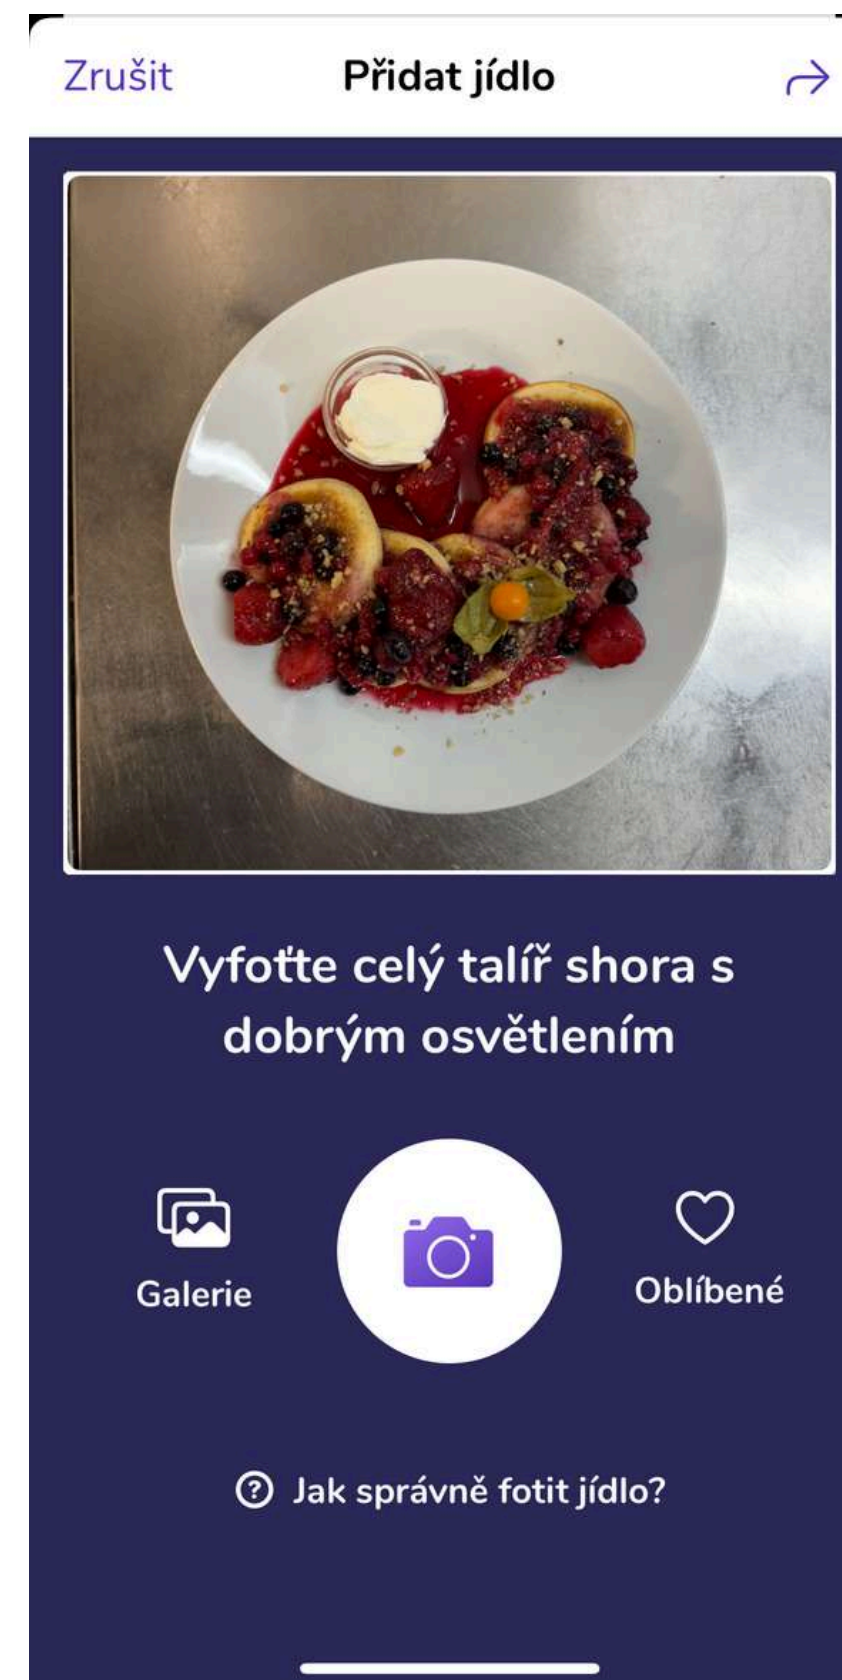 Zrušit
Přidat jídlo
Vyfoťte celý talíř shora s
dobrým osvětlením
Galerie
Oblíbené
Jak správně fotit jídlo?